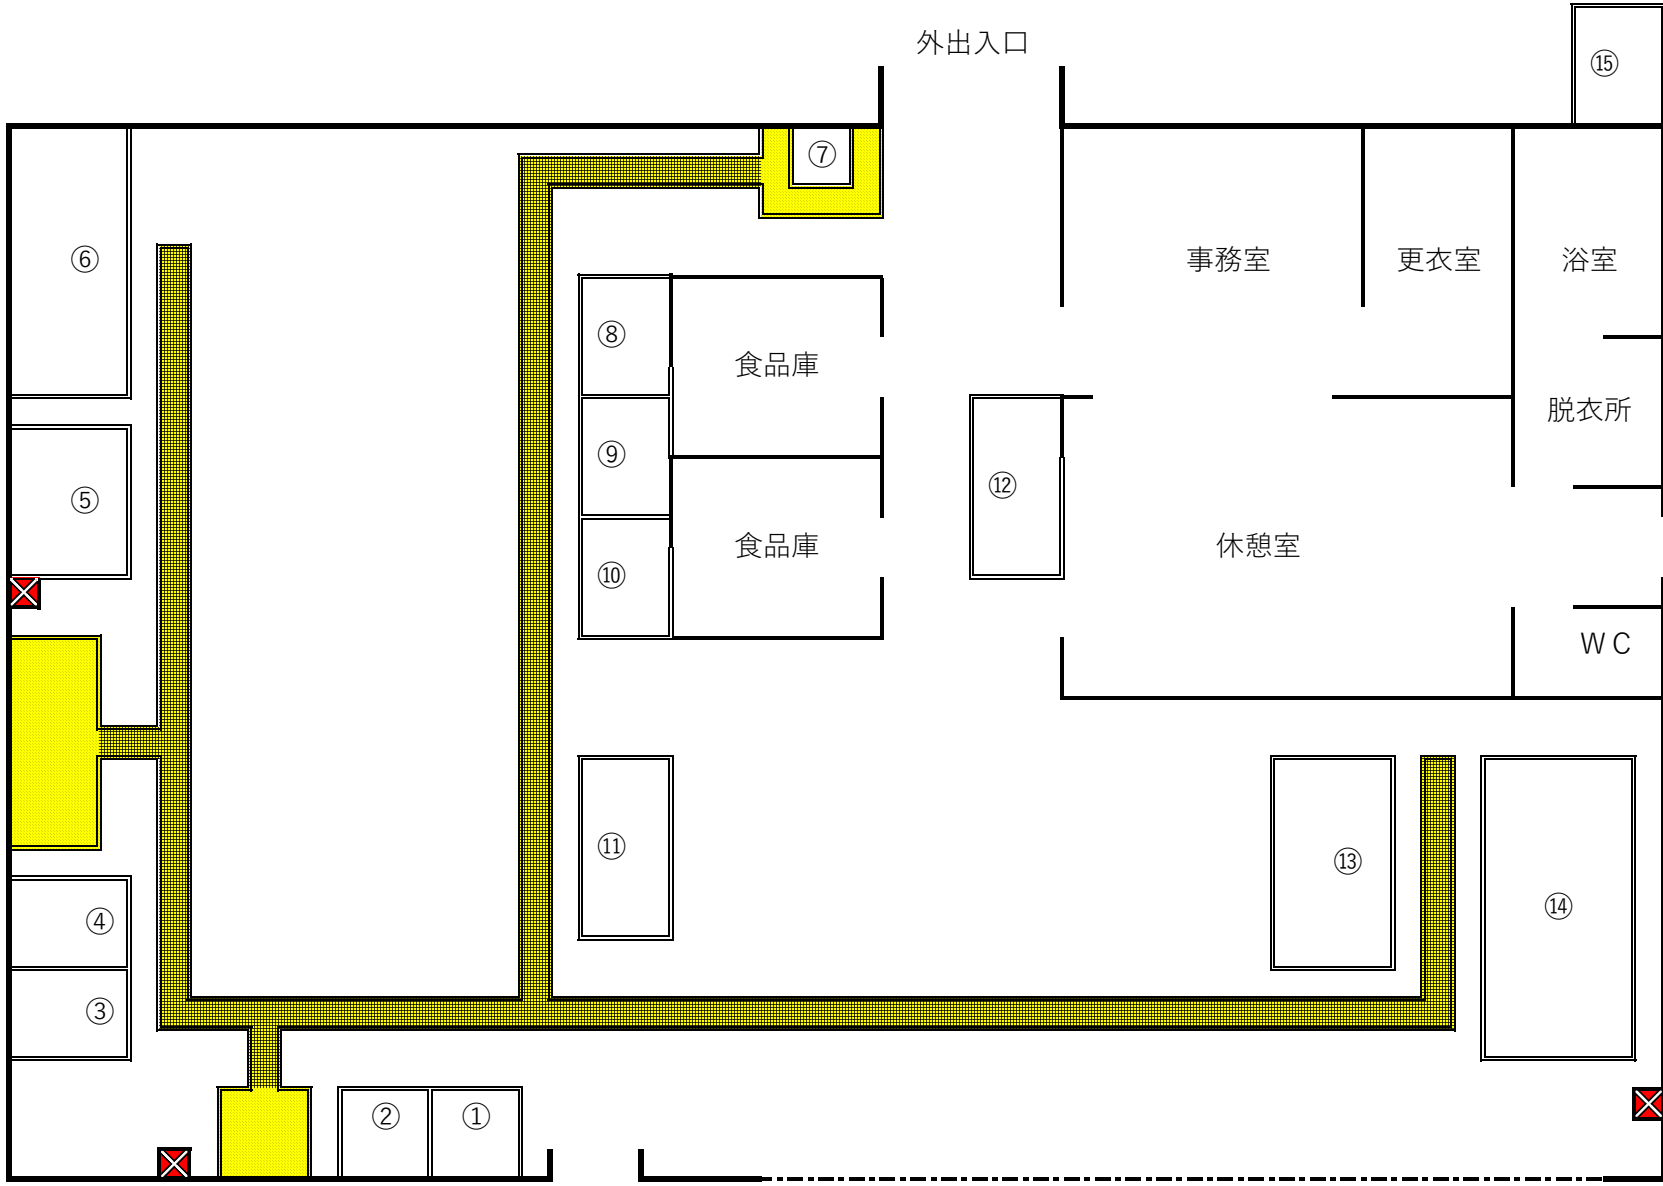 外出入口
⑮
⑦
⑥
事務室
更衣室
浴室
⑧
食品庫
脱衣所
⑨
⑫
⑤
食品庫
休憩室
⑩
ＷＣ
⑪
⑬
⑭
④
③
②
①